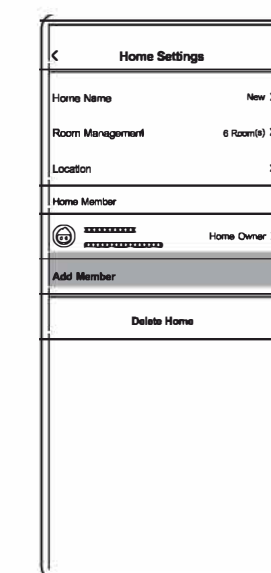 Home Settings
Home Name New
Room Management 6 Room(s)
Location
Home Member
Home Owner
Add Member
Delete Home